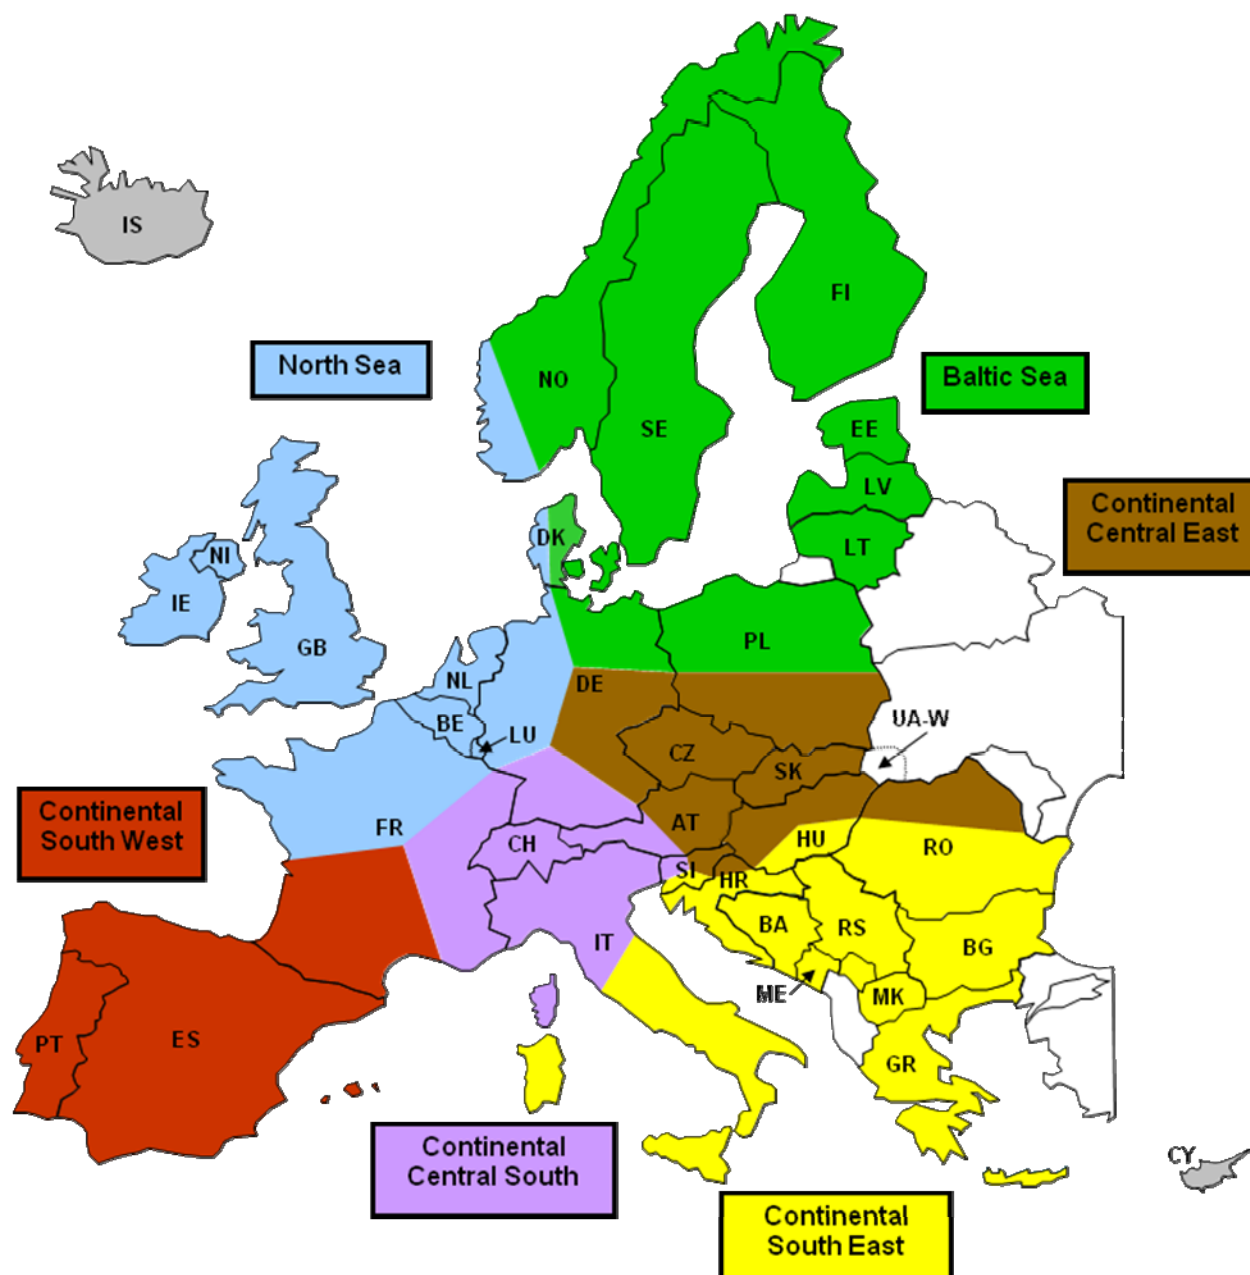 IS
FI
North Sea
Baltic Sea
NO
SE
EE
LV
Continental
Central East
DK
LT
NI
IE
GB
PL
NL
DE
BE
LU
UA-W
CZ
SK
Continental
South West
FR
AT
CH
HU
RO
SI
HR
BA
RS
IT
BG
ME
MK
PT
ES
GR
Continental
Central South
CY
Continental
South East